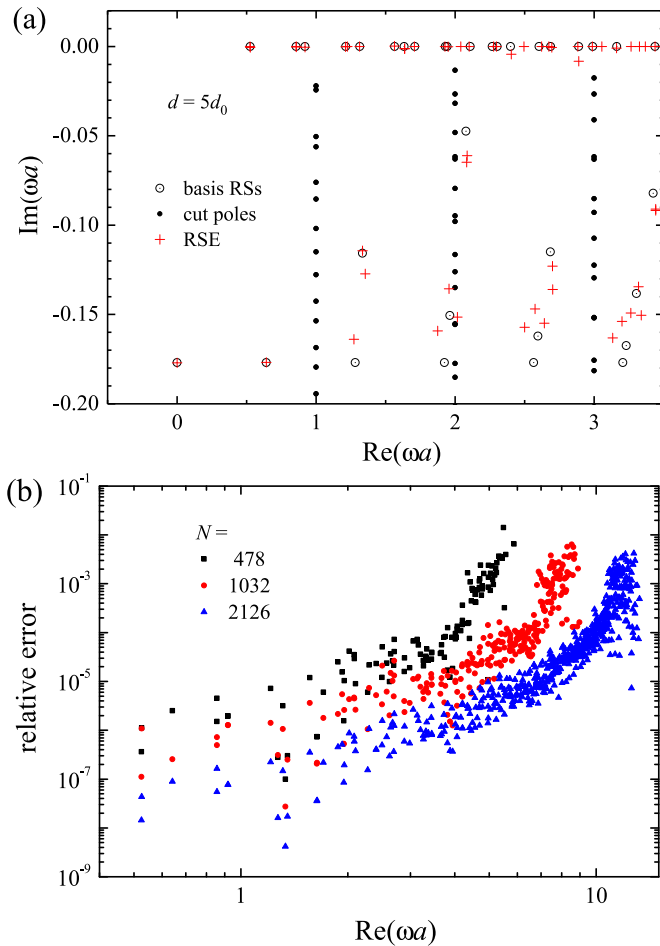 (a)
0.00
-0.05
-0.10
-0.15
-0.20
Im(ωa)
d = 5d₀
basis RSs
cut poles
RSE
0 1 2 3
Re(ωa)
(b)
10⁻¹
10⁻³
10⁻⁵
10⁻⁷
10⁻⁹
relative error
N =
478
1032
2126
1 10
Re(ωa)